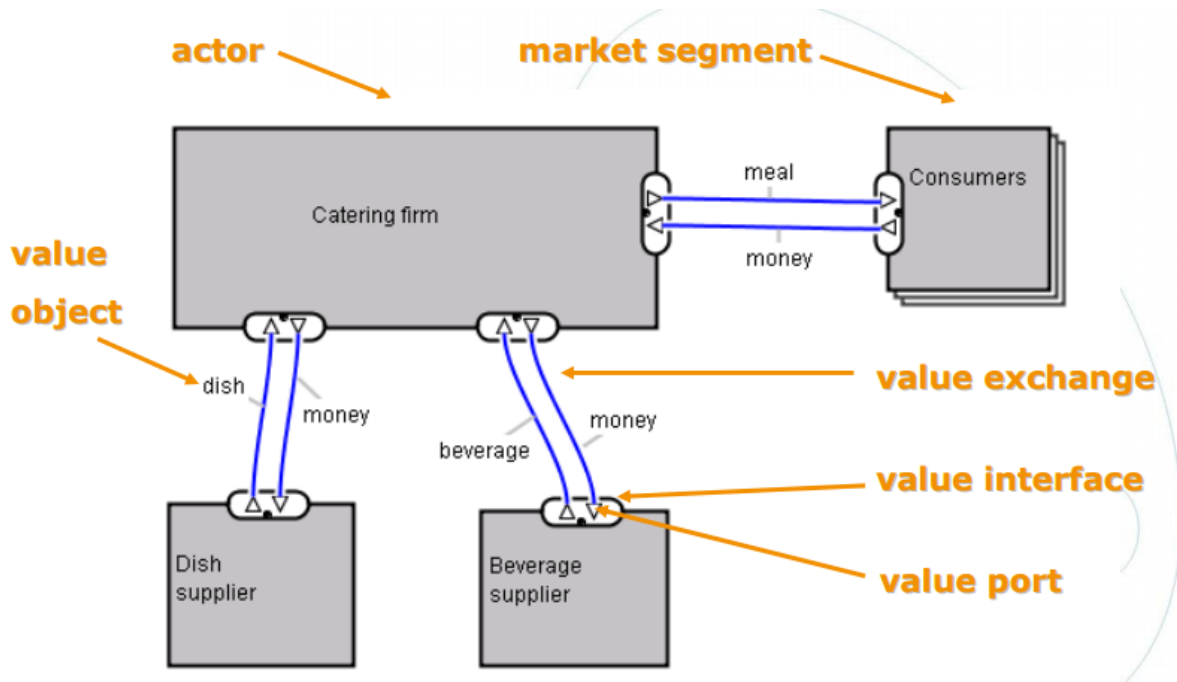 actor
market segment
meal
Consumers
Catering firm
money
value
object
dish
money
value exchange
money
beverage
value interface
Dish
supplier
Beverage
supplier
value port